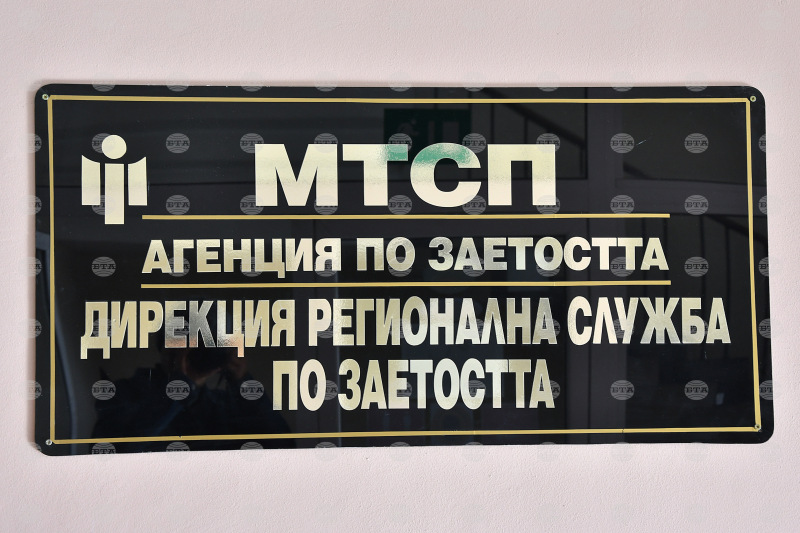 МТСП
АГЕНЦИЯ ПО ЗАЕТОСТТА
ДИРЕКЦИЯ РЕГИОНАЛНА СЛУЖБА
ПО ЗАЕТОСТТА